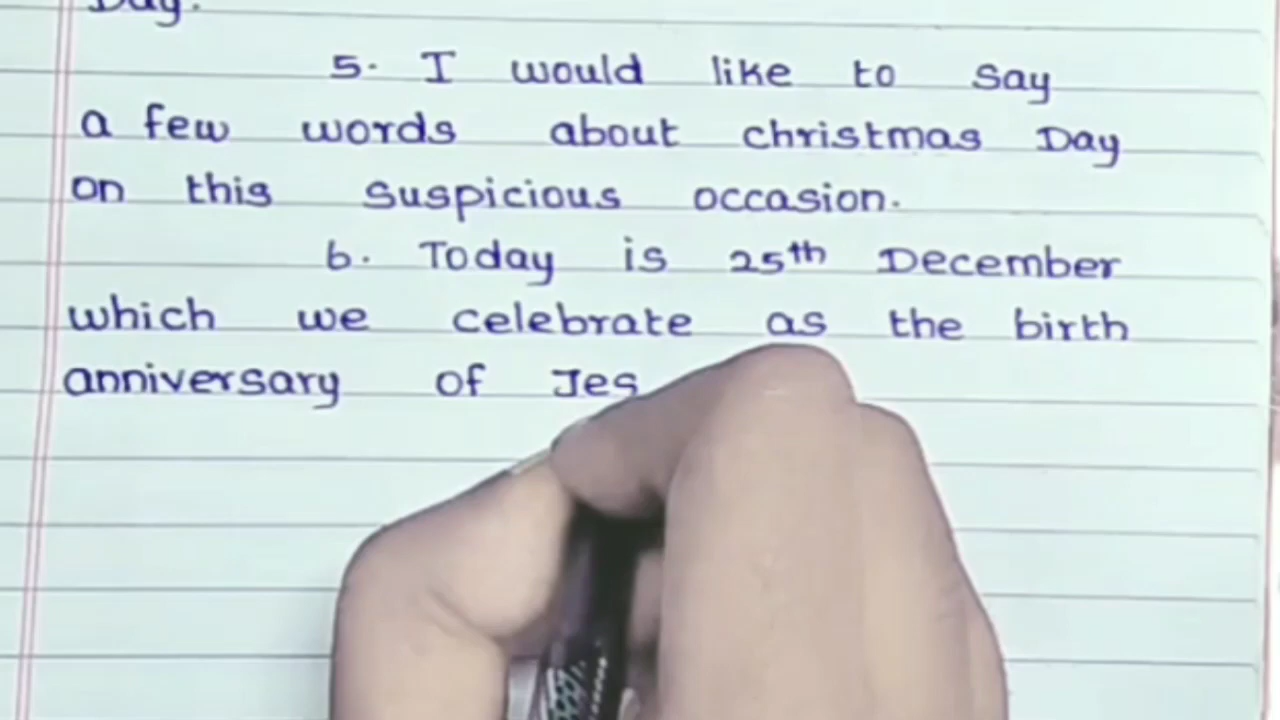 Day.
5. I would like to say
a few words about christmas Day
on this suspicious occasion.
6. Today is 25th December
which we celebrate as the birth
anniversary of Jes